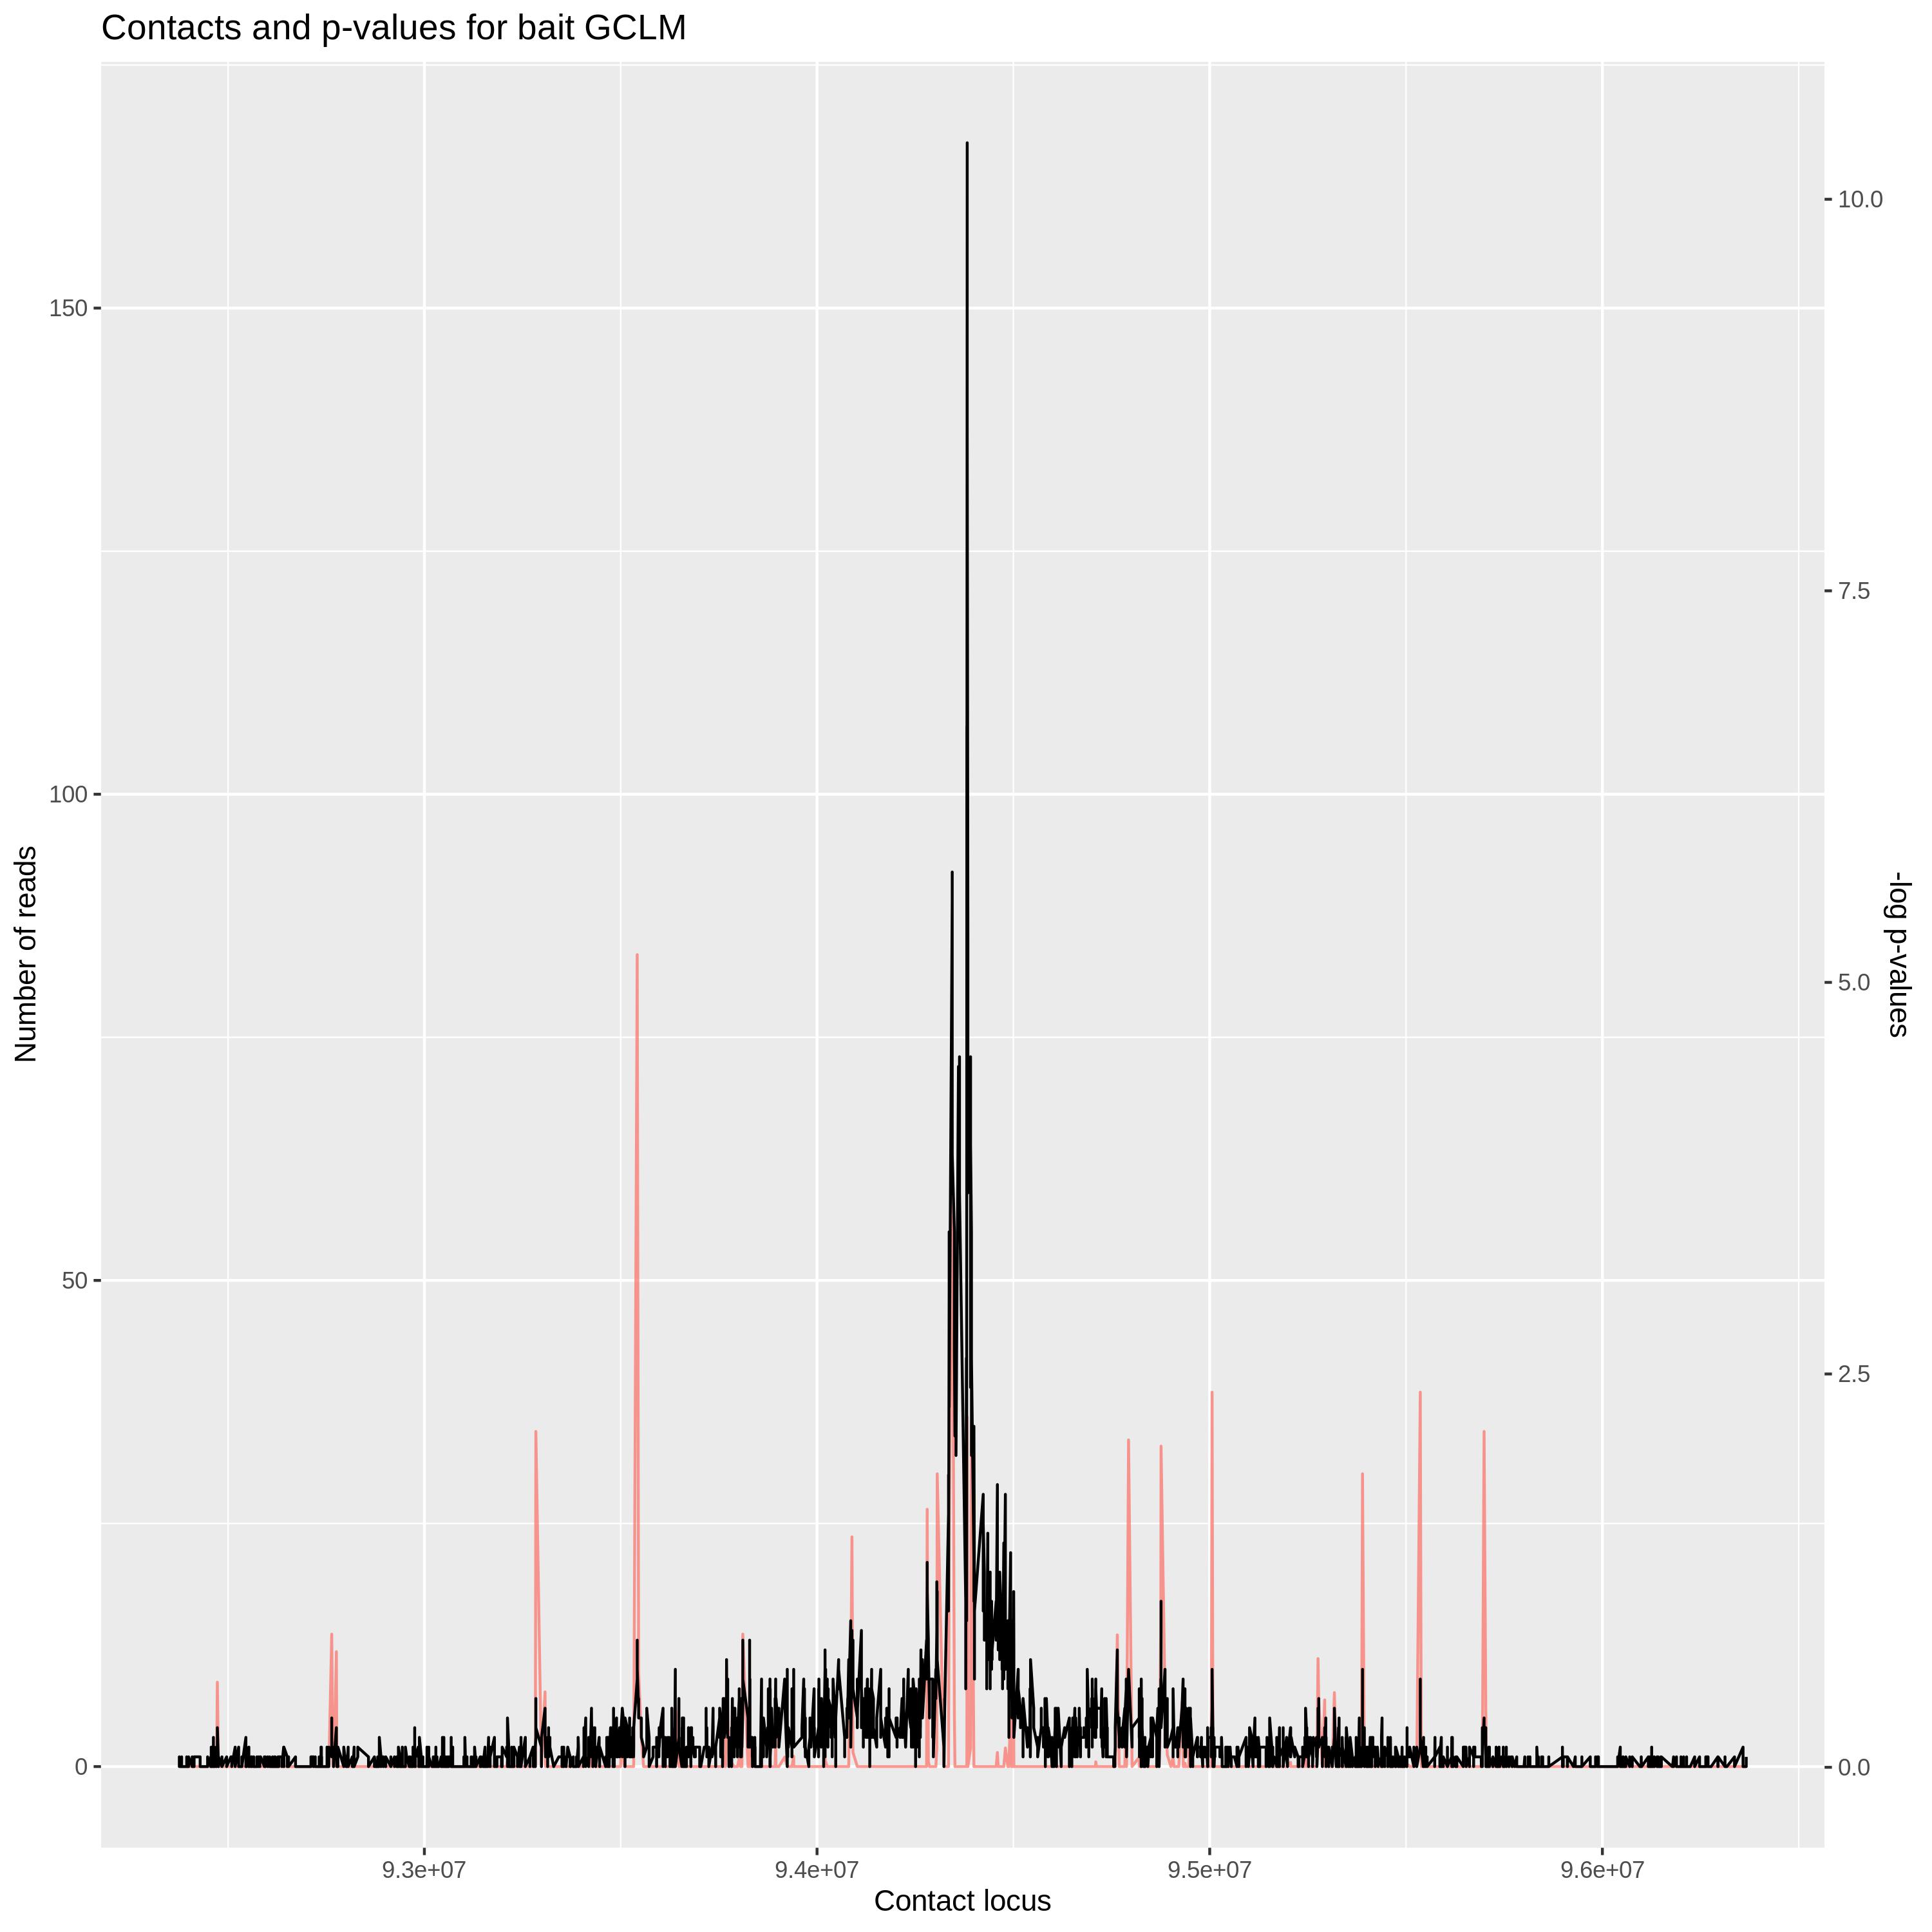 Contacts and p-values for bait GCLM
Number of reads
150
100
50
0
10.0
7.5
5.0
2.5
0.0
-log p-values
9.3e+07
9.4e+07
9.5e+07
9.6e+07
Contact locus